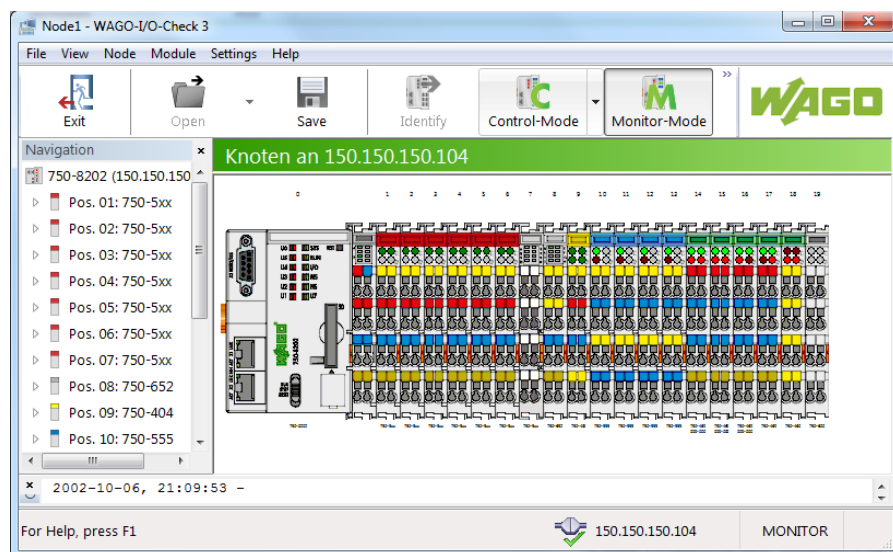 Node1 - WAGO-I/O-Check 3
File View Node Module Settings Help
Exit Open Save Identify Control-Mode Monitor-Mode »
WAGO
Navigation
Knoten an 150.150.150.104
750-8202 (150.150.150
Pos. 01: 750-5xx
Pos. 02: 750-5xx
Pos. 03: 750-5xx
Pos. 04: 750-5xx
Pos. 05: 750-5xx
Pos. 06: 750-5xx
Pos. 07: 750-5xx
Pos. 08: 750-652
Pos. 09: 750-404
Pos. 10: 750-555
0 1 2 3 4 5 6 7 8 9 10 11 12 13 14 15 16 17 18 19
WAGO
2002-10-06, 21:09:53 -
For Help, press F1
150.150.150.104
MONITOR